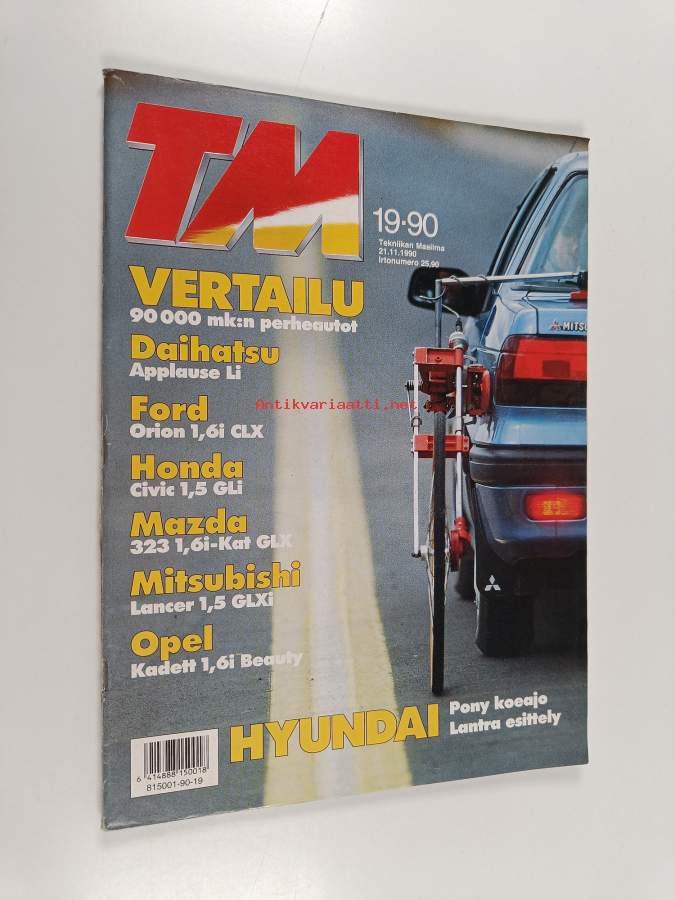 TM
19·90
Tekniikan Maailma
21.11.1990
Irtonumero 25,90
VERTAILU
90 000 mk:n perheautot
Daihatsu
Applause Li
Ford
Orion 1,6i CLX
Honda
Civic 1,5 GLi
Mazda
323 1,6i-Kat GLX
Mitsubishi
Lancer 1,5 GLXi
Opel
Kadett 1,6i Beauty
HYUNDAI
Pony koeajo
Lantra esittely
MITSU
Antikvariaatti.net
6 414888 150018
815001-90-19